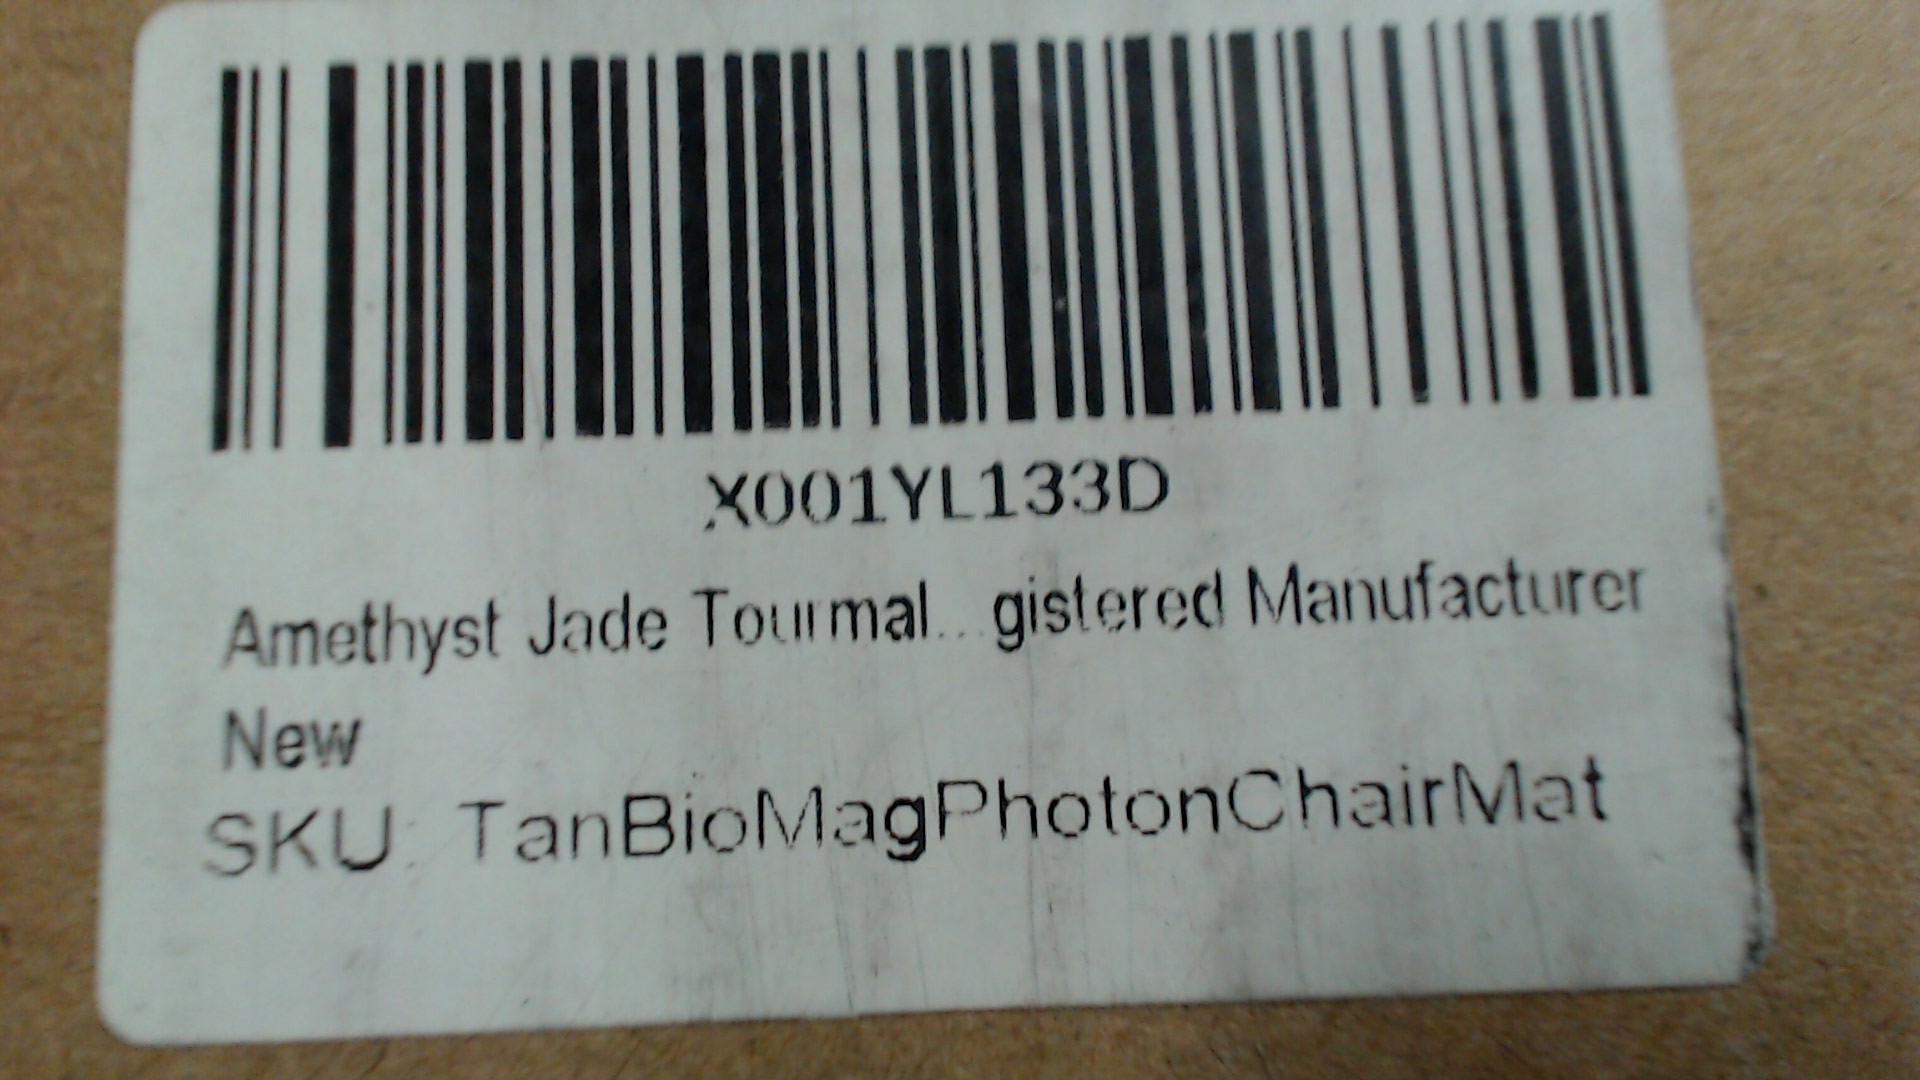 X001YL133D
Amethyst Jade Tourmal...gistered Manufacturer
New
SKU: TanBioMagPhotonChairMat